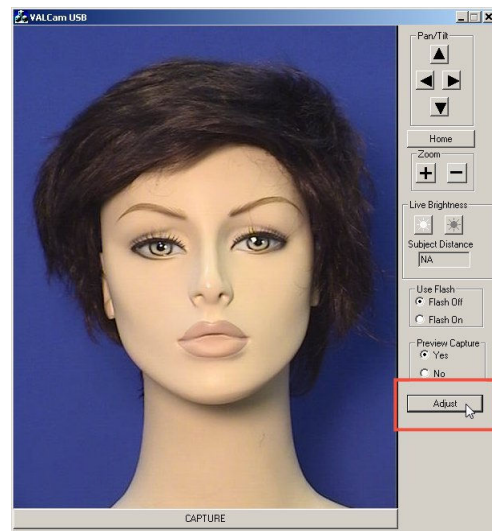 VALCam USB
Pan/Tilt
Home
Zoom
Live Brightness
Subject Distance
NA
Use Flash
Flash Off
Flash On
Preview Capture
Yes
No
Adjust
CAPTURE